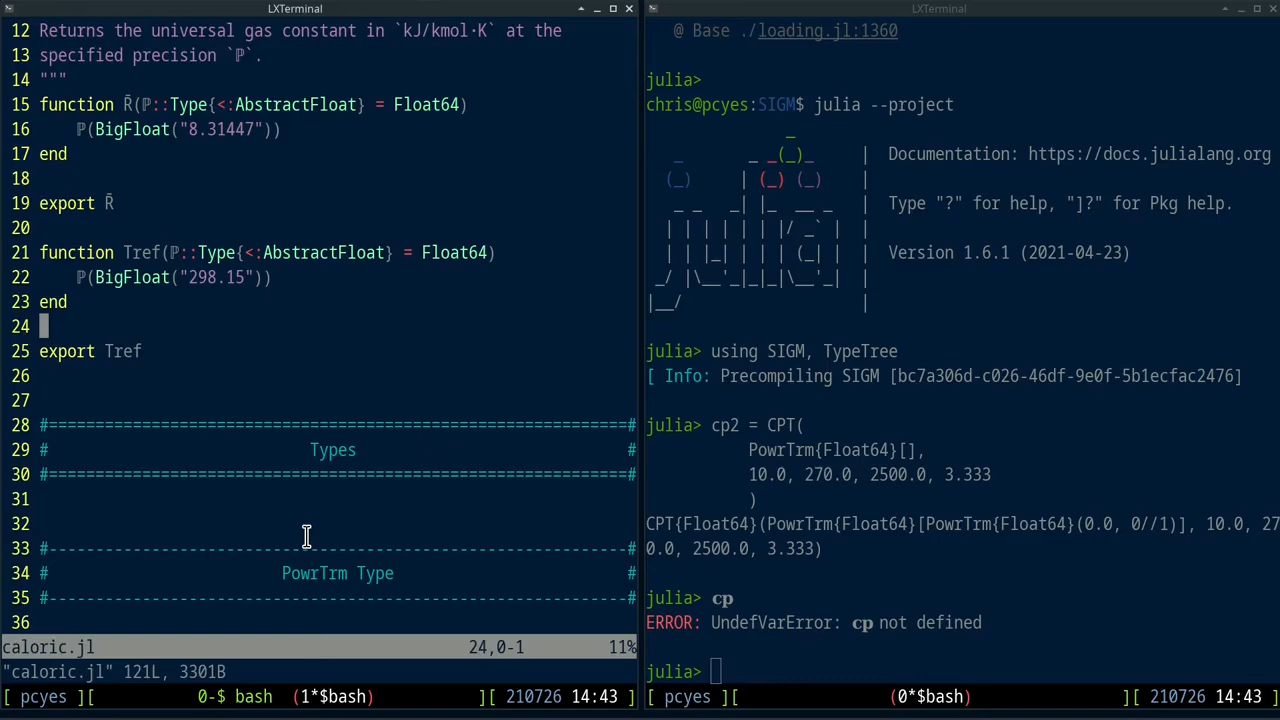 LXTerminal
12 Returns the universal gas constant in `kJ/kmol·K` at the
13 specified precision `ℙ`.
14 """
15 function R̄(ℙ::Type{<:AbstractFloat} = Float64)
16     ℙ(BigFloat("8.31447"))
17 end
18
19 export R̄
20
21 function Tref(ℙ::Type{<:AbstractFloat} = Float64)
22     ℙ(BigFloat("298.15"))
23 end
24
25 export Tref
26
27
28 #==============================================================#
29 #                            Types                             #
30 #==============================================================#
31
32
33 #--------------------------------------------------------------#
34 #                         PowrTrm Type                         #
35 #--------------------------------------------------------------#
36
caloric.jl                                        24,0-1         11%
"caloric.jl" 121L, 3301B
[ pcyes ][           0-$ bash  (1*$bash)           ][ 210726 14:43 ]
LXTerminal
   @ Base ./loading.jl:1360
julia>
chris@pcyes:SIGM$ julia --project
               _
   _       _ _(_)_     |  Documentation: https://docs.julialang.org
  (_)     | (_) (_)    |
   _ _   _| |_  __ _   |  Type "?" for help, "]?" for Pkg help.
  | | | | | | |/ _` |  |
  | | |_| | | | (_| |  |  Version 1.6.1 (2021-04-23)
 _/ |\__'_|_|_|\__'_|  |
|__/                   |
julia> using SIGM, TypeTree
[ Info: Precompiling SIGM [bc7a306d-c026-46df-9e0f-5b1ecfac2476]
julia> cp2 = CPT(
           PowrTrm{Float64}[],
           10.0, 270.0, 2500.0, 3.333
           )
CPT{Float64}(PowrTrm{Float64}[PowrTrm{Float64}(0.0, 0//1)], 10.0, 27
0.0, 2500.0, 3.333)
julia> 𝐜𝐩
ERROR: UndefVarError: 𝐜𝐩 not defined
julia>
[ pcyes ][                (0*$bash)                ][ 210726 14:43 ]